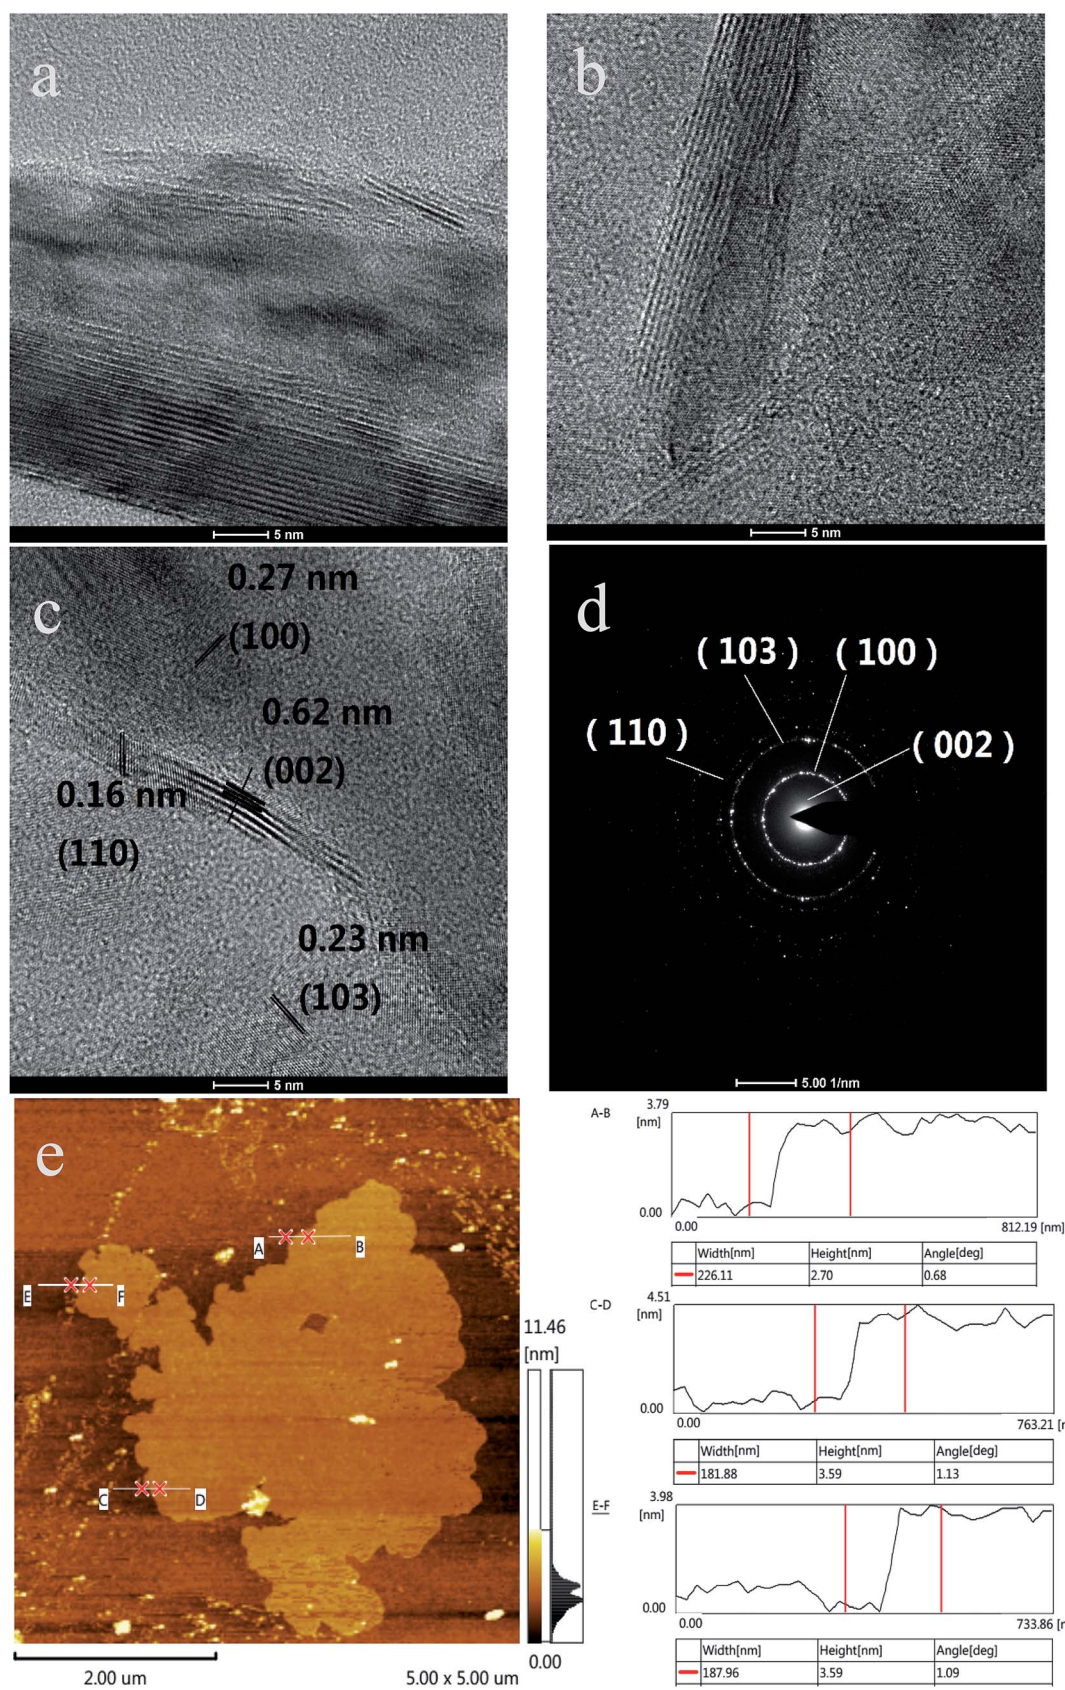 a
b
5 nm
5 nm
c
0.27 nm
(100)
0.62 nm
(002)
0.16 nm
(110)
0.23 nm
(103)
5 nm
d
( 103 )
( 100 )
( 110 )
( 002 )
5.00 1/nm
e
A
B
E
F
C
D
2.00 um
5.00 x 5.00 um
11.46
[nm]
0.00
A-B
3.79
[nm]
0.00
0.00
812.19 [nm]
Width[nm] Height[nm] Angle[deg]
226.11 2.70 0.68
C-D
4.51
[nm]
0.00
0.00
763.21 [n
Width[nm] Height[nm] Angle[deg]
181.88 3.59 1.13
E-F
3.98
[nm]
0.00
0.00
733.86 [n
Width[nm] Height[nm] Angle[deg]
187.96 3.59 1.09